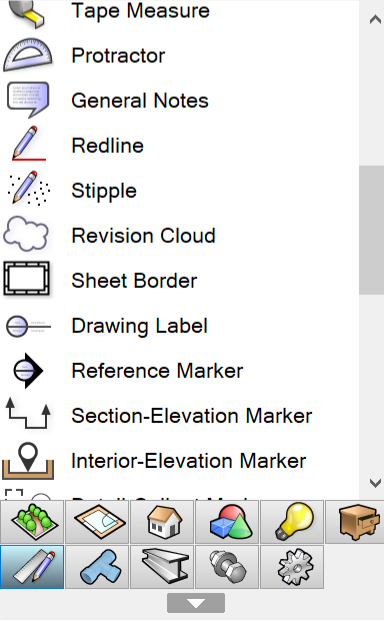 Tape Measure
Protractor
General Notes
Redline
Stipple
Revision Cloud
Sheet Border
Drawing Label
Reference Marker
Section-Elevation Marker
Interior-Elevation Marker